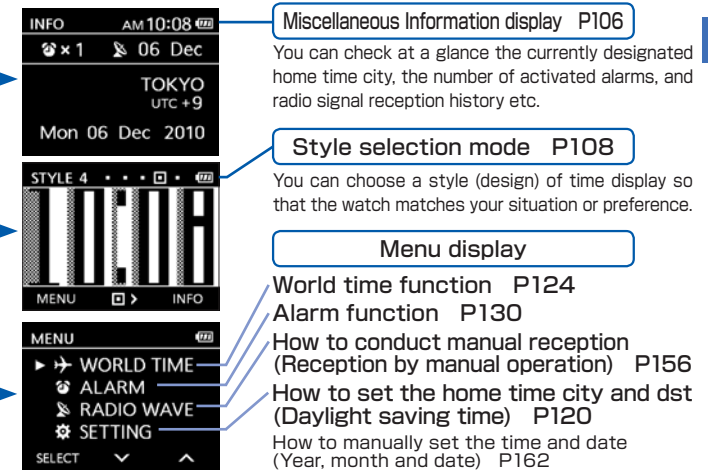 INFO AM 10:08
× 1 06 Dec
TOKYO
UTC +9
Mon 06 Dec 2010
Miscellaneous Information display P106
You can check at a glance the currently designated
home time city, the number of activated alarms, and
radio signal reception history etc.
STYLE 4
10:08
MENU INFO
Style selection mode P108
You can choose a style (design) of time display so
that the watch matches your situation or preference.
Menu display
MENU
WORLD TIME
ALARM
RADIO WAVE
SETTING
SELECT
World time function P124
Alarm function P130
How to conduct manual reception
(Reception by manual operation) P156
How to set the home time city and dst
(Daylight saving time) P120
How to manually set the time and date
(Year, month and date) P162